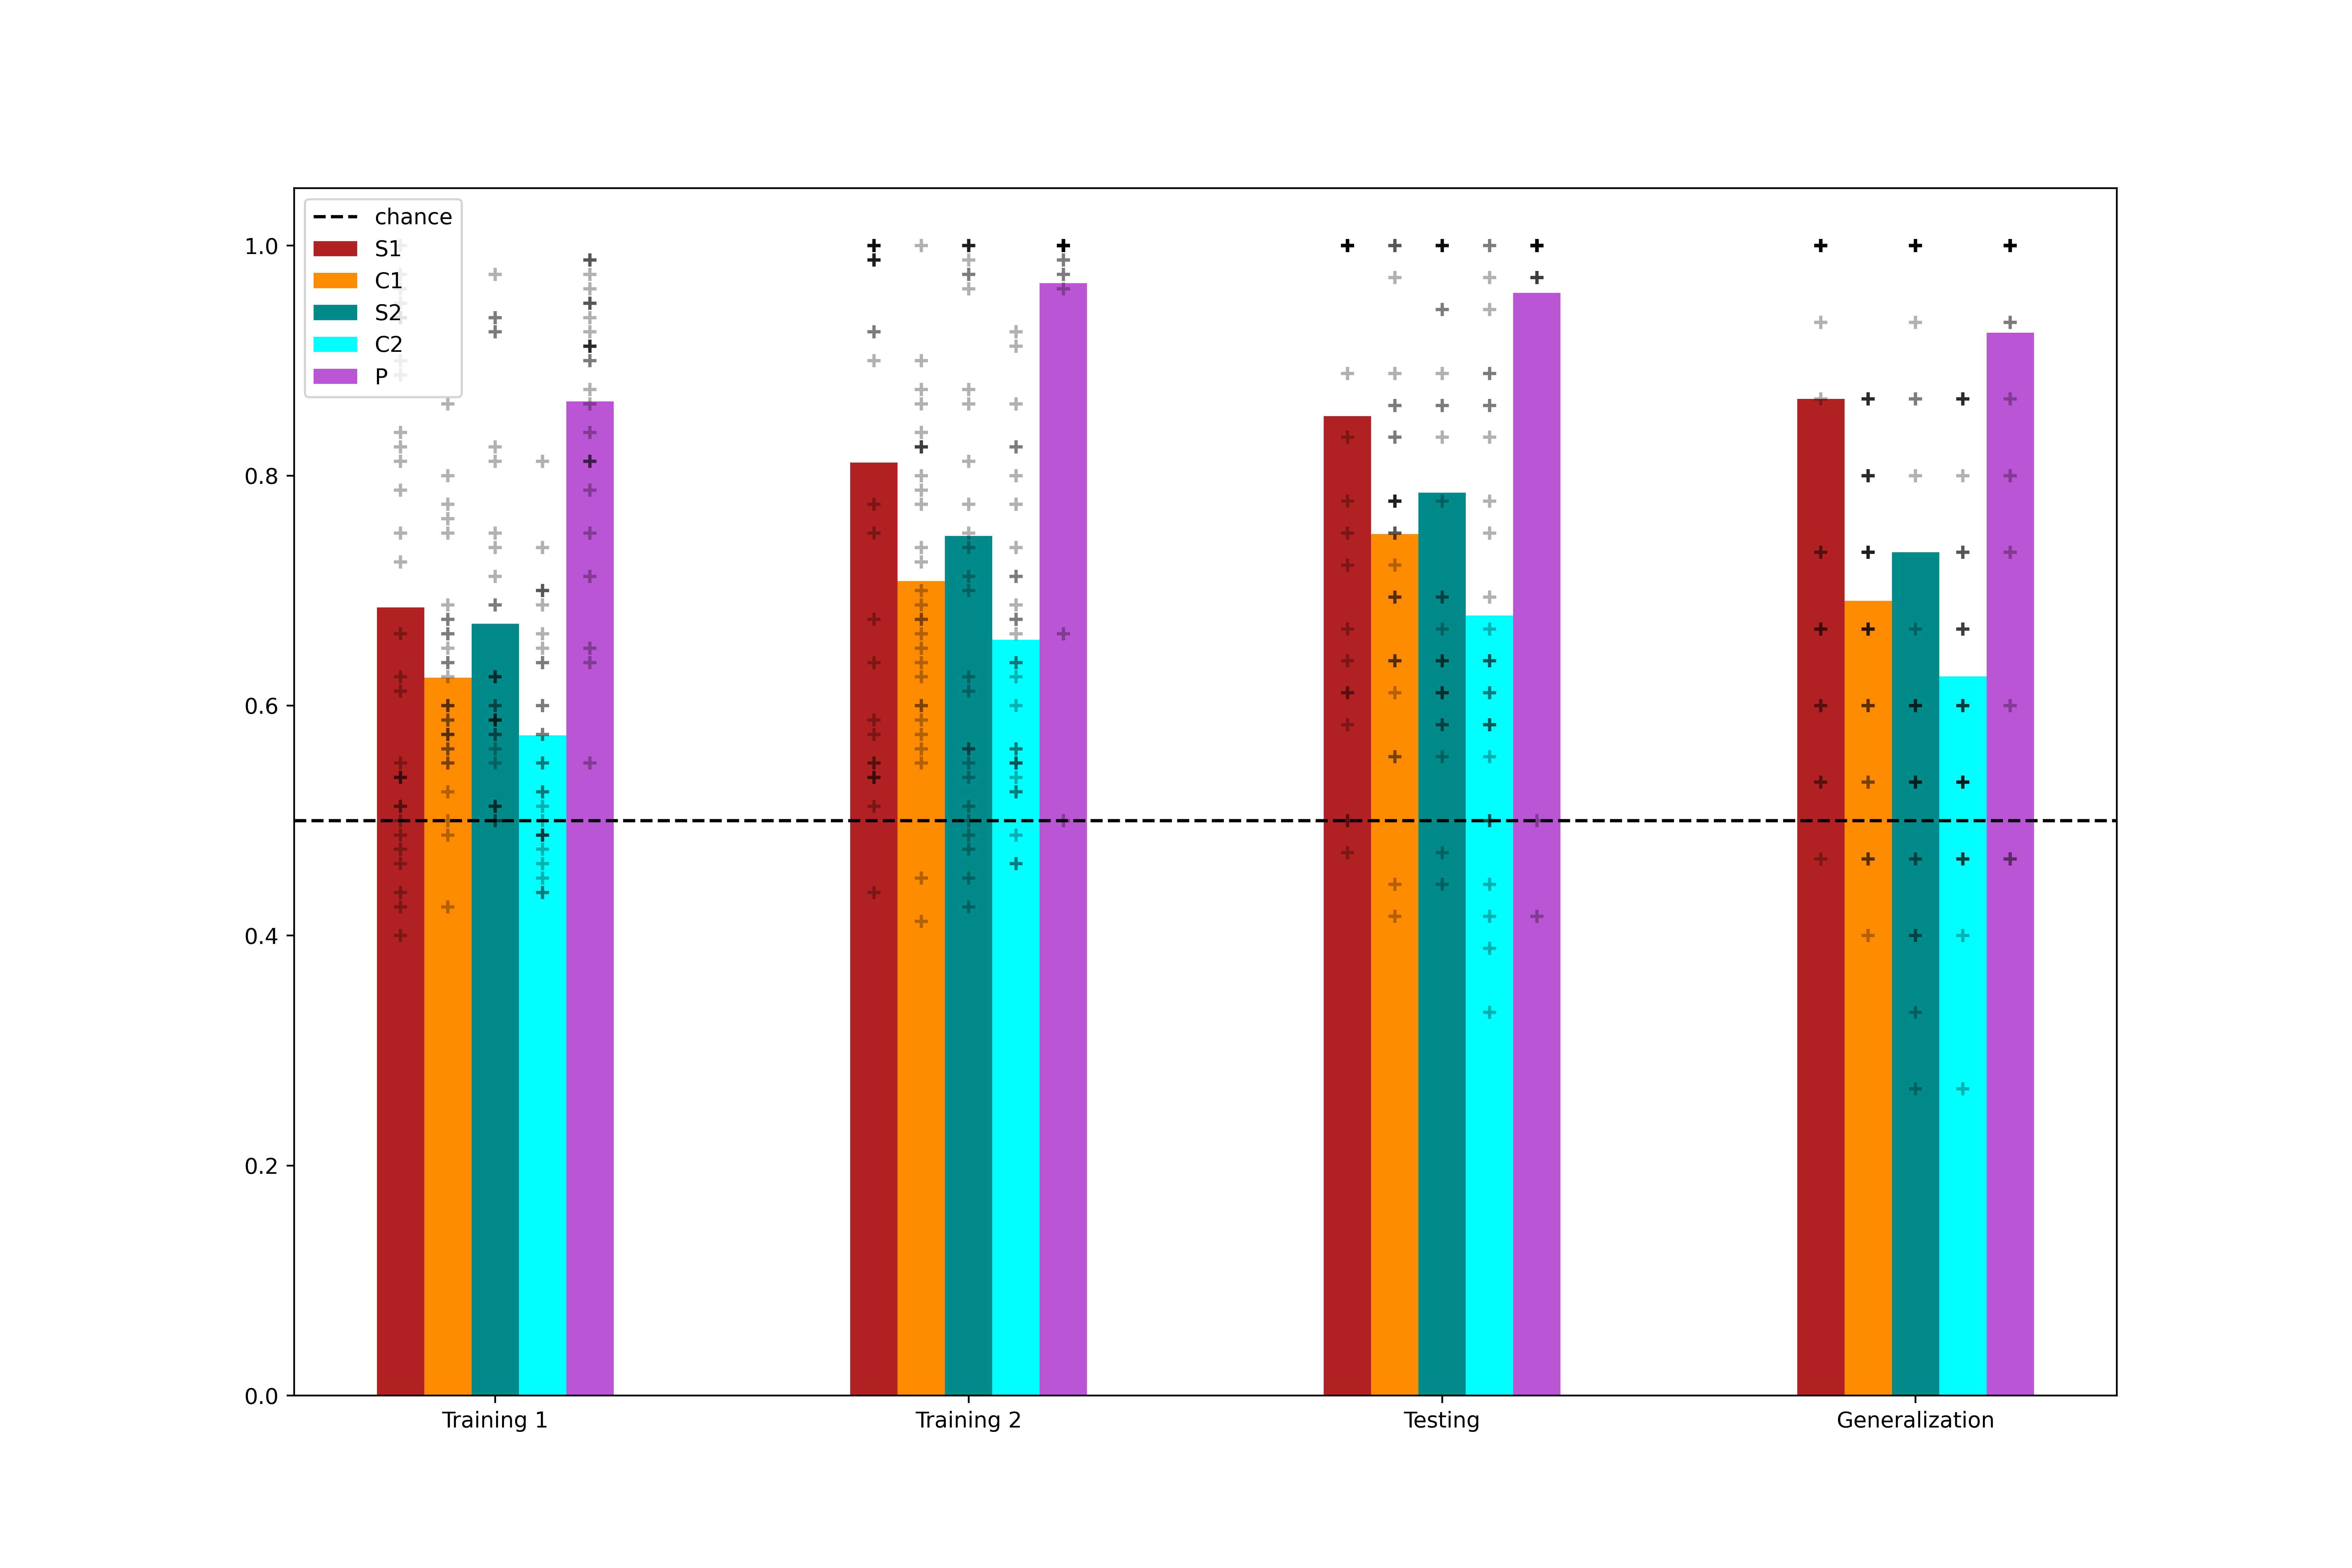 chance
S1
C1
S2
C2
P
1.0
0.8
0.6
0.4
0.2
0.0
Training 1
Training 2
Testing
Generalization